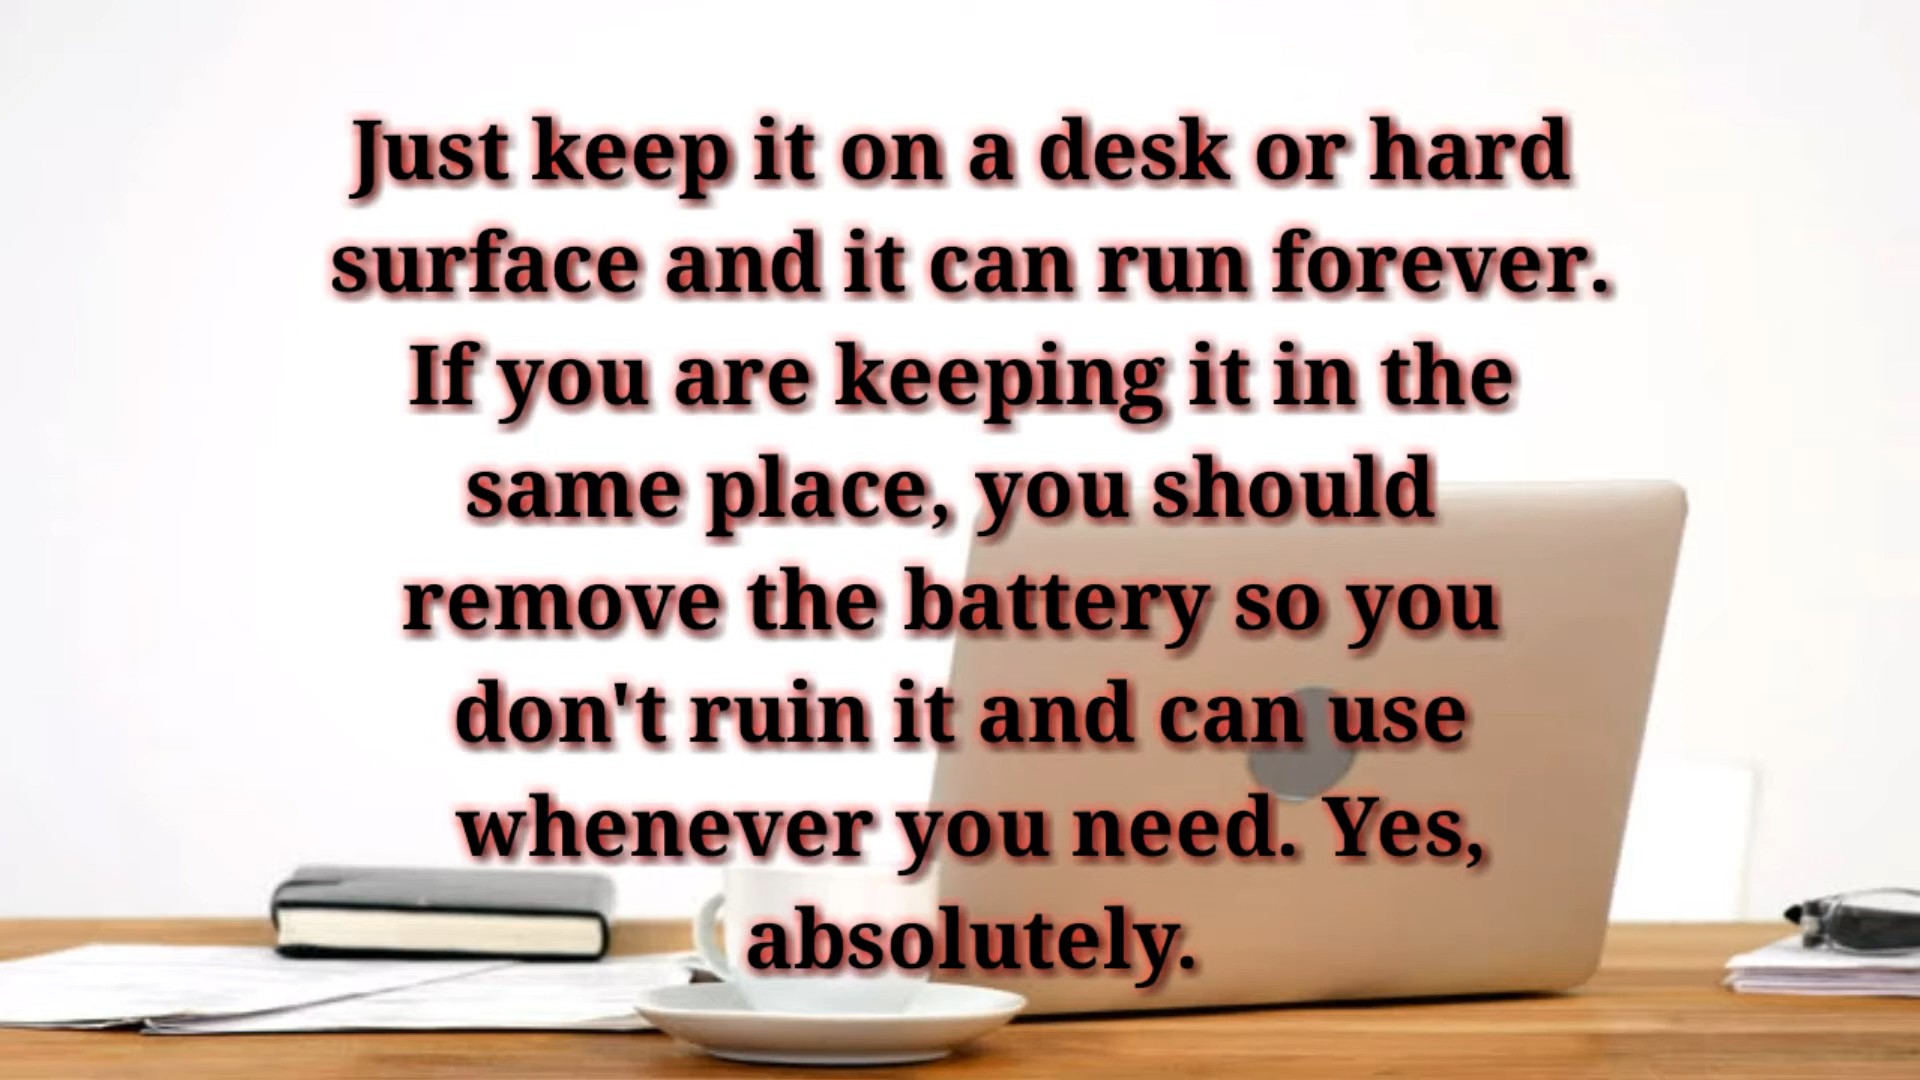 Just keep it on a desk or hard
surface and it can run forever.
If you are keeping it in the
same place, you should
remove the battery so you
don't ruin it and can use
whenever you need. Yes,
absolutely.